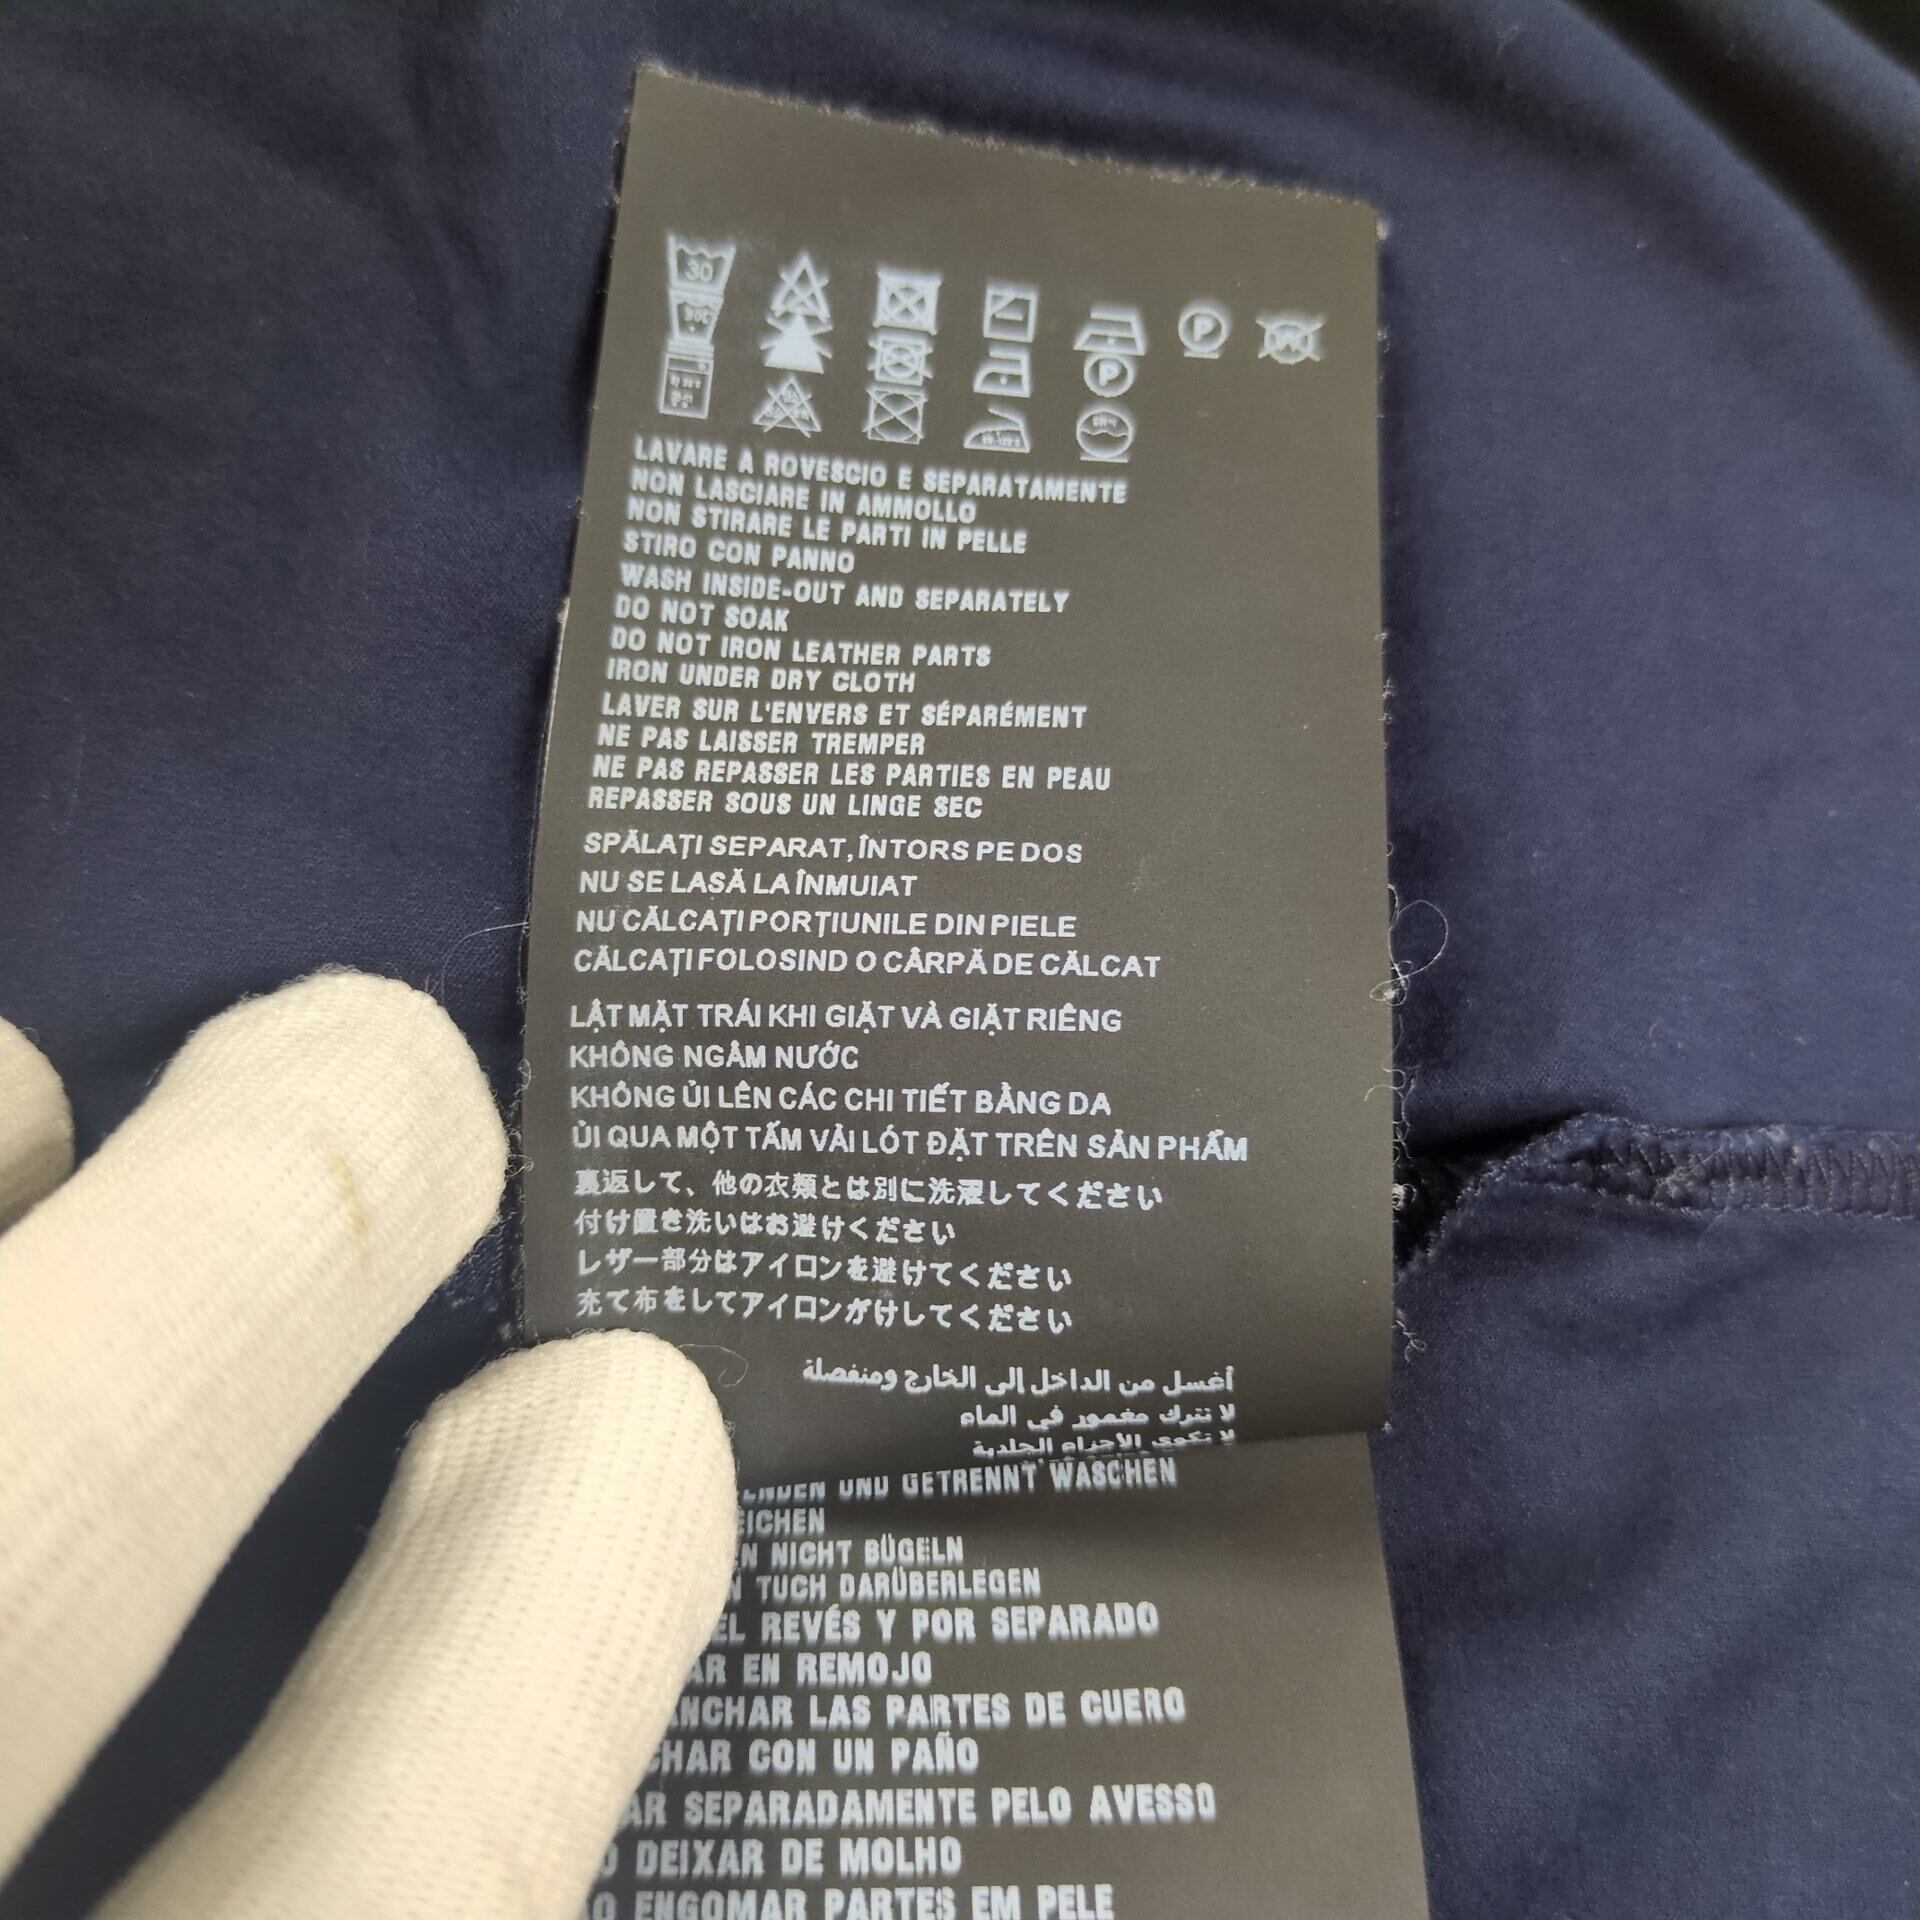 30
P
P
LAVARE A ROVESCIO E SEPARATAMENTE
NON LASCIARE IN AMMOLLO
NON STIRARE LE PARTI IN PELLE
STIRO CON PANNO
WASH INSIDE-OUT AND SEPARATELY
DO NOT SOAK
DO NOT IRON LEATHER PARTS
IRON UNDER DRY CLOTH
LAVER SUR L'ENVERS ET SÉPARÉMENT
NE PAS LAISSER TREMPER
NE PAS REPASSER LES PARTIES EN PEAU
REPASSER SOUS UN LINGE SEC
SPĂLAȚI SEPARAT, ÎNTORS PE DOS
NU SE LASĂ LA ÎNMUIAT
NU CĂLCAȚI PORȚIUNILE DIN PIELE
CĂLCAȚI FOLOSIND O CÂRPĂ DE CĂLCAT
LẬT MẶT TRÁI KHI GIẶT VÀ GIẶT RIÊNG
KHÔNG NGÂM NƯỚC
KHÔNG ỦI LÊN CÁC CHI TIẾT BẰNG DA
ỦI QUA MỘT TẤM VẢI LÓT ĐẶT TRÊN SẢN PHẨM
裏返して、他の衣類とは別に洗濯してください
付け置き洗いはお避けください
レザー部分はアイロンを避けてください
充て布をしてアイロンがけしてください
أغسل من الداخل إلى الخارج ومنفصلة
لا تترك مغمور في الماء
لا تكوي الأجزاء الجلدية
UND GETRENNT WASCHEN
EICHEN
N NICHT BÜGELN
N TUCH DARÜBERLEGEN
EL REVÉS Y POR SEPARADO
AR EN REMOJO
NCHAR LAS PARTES DE CUERO
CHAR CON UN PAÑO
AR SEPARADAMENTE PELO AVESSO
O DEIXAR DE MOLHO
O ENGOMAR PARTES EM PELE